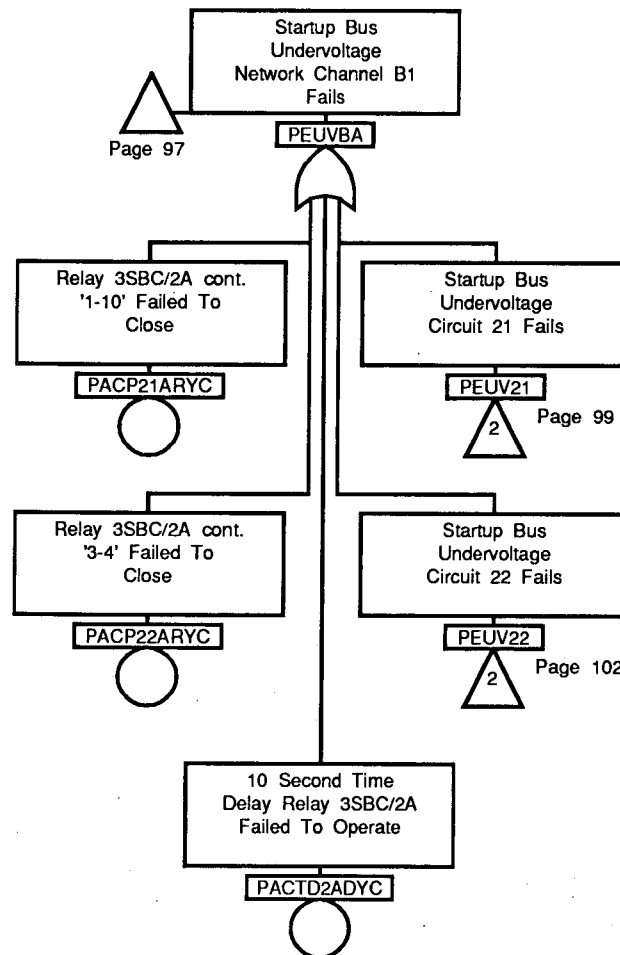 Startup Bus
Undervoltage
Network Channel B1
Fails
Page 97
PEUVBA
Relay 3SBC/2A cont.
'1-10' Failed To
Close
PACP21ARYC
Startup Bus
Undervoltage
Circuit 21 Fails
PEUV21
2
Page 99
Relay 3SBC/2A cont.
'3-4' Failed To
Close
PACP22ARYC
Startup Bus
Undervoltage
Circuit 22 Fails
PEUV22
2
Page 102
10 Second Time
Delay Relay 3SBC/2A
Failed To Operate
PACTD2ADYC